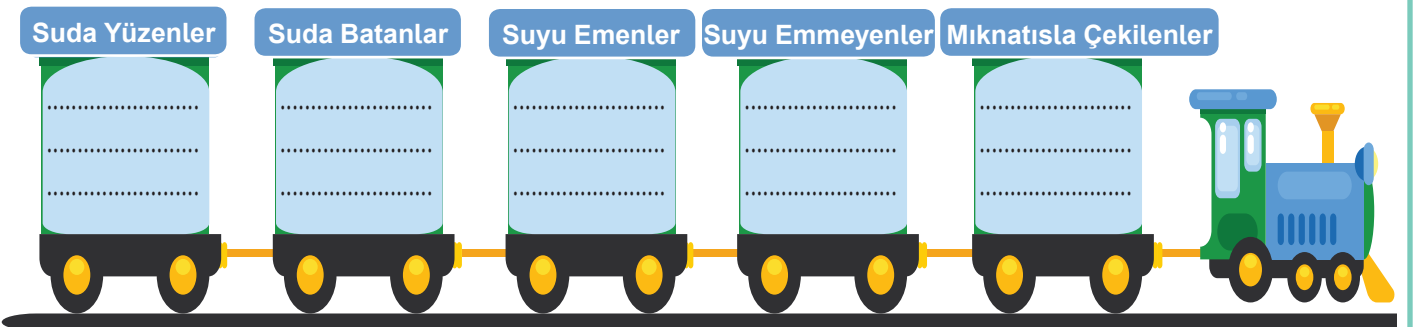 Suda Yüzenler
Suda Batanlar
Suyu Emenler
Suyu Emmeyenler
Mıknatısla Çekilenler